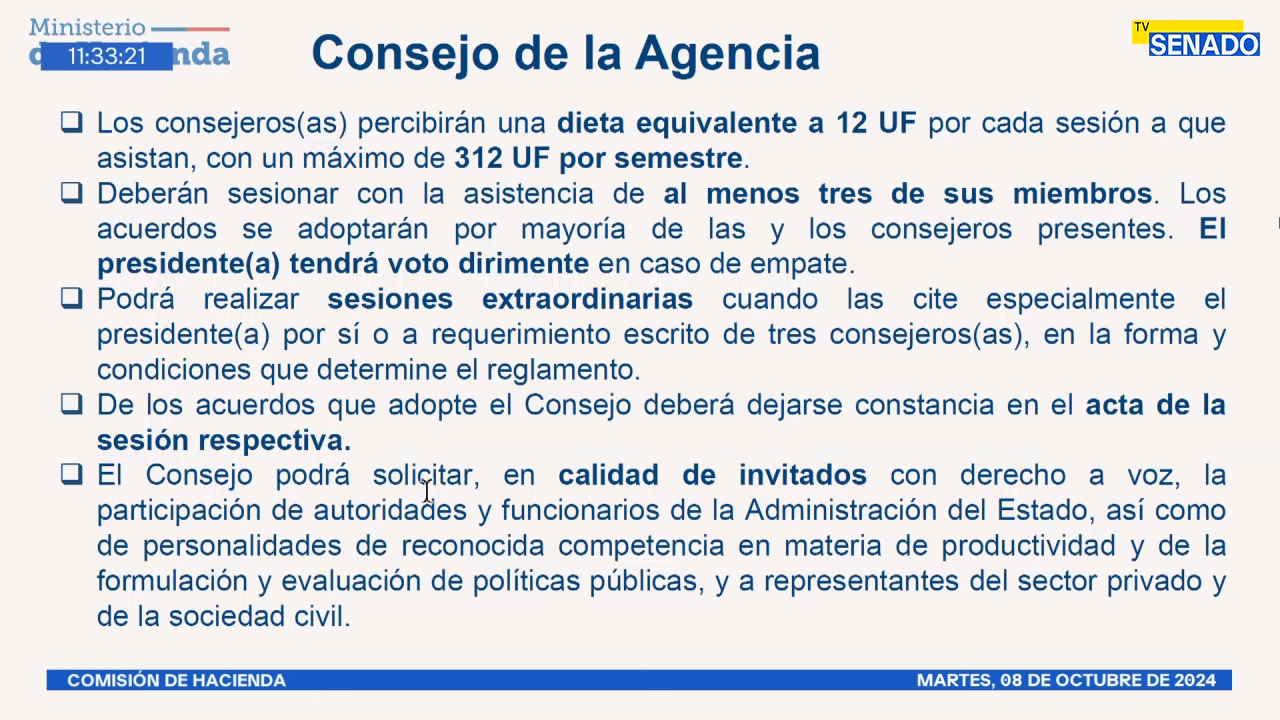 Ministerio
11:33:21
nda
Consejo de la Agencia
TV
SENADO
❑ Los consejeros(as) percibirán una dieta equivalente a 12 UF por cada sesión a que
asistan, con un máximo de 312 UF por semestre.
❑ Deberán sesionar con la asistencia de al menos tres de sus miembros. Los
acuerdos se adoptarán por mayoría de las y los consejeros presentes. El
presidente(a) tendrá voto dirimente en caso de empate.
❑ Podrá realizar sesiones extraordinarias cuando las cite especialmente el
presidente(a) por sí o a requerimiento escrito de tres consejeros(as), en la forma y
condiciones que determine el reglamento.
❑ De los acuerdos que adopte el Consejo deberá dejarse constancia en el acta de la
sesión respectiva.
❑ El Consejo podrá solicitar, en calidad de invitados con derecho a voz, la
participación de autoridades y funcionarios de la Administración del Estado, así como
de personalidades de reconocida competencia en materia de productividad y de la
formulación y evaluación de políticas públicas, y a representantes del sector privado y
de la sociedad civil.
COMISIÓN DE HACIENDA
MARTES, 08 DE OCTUBRE DE 2024